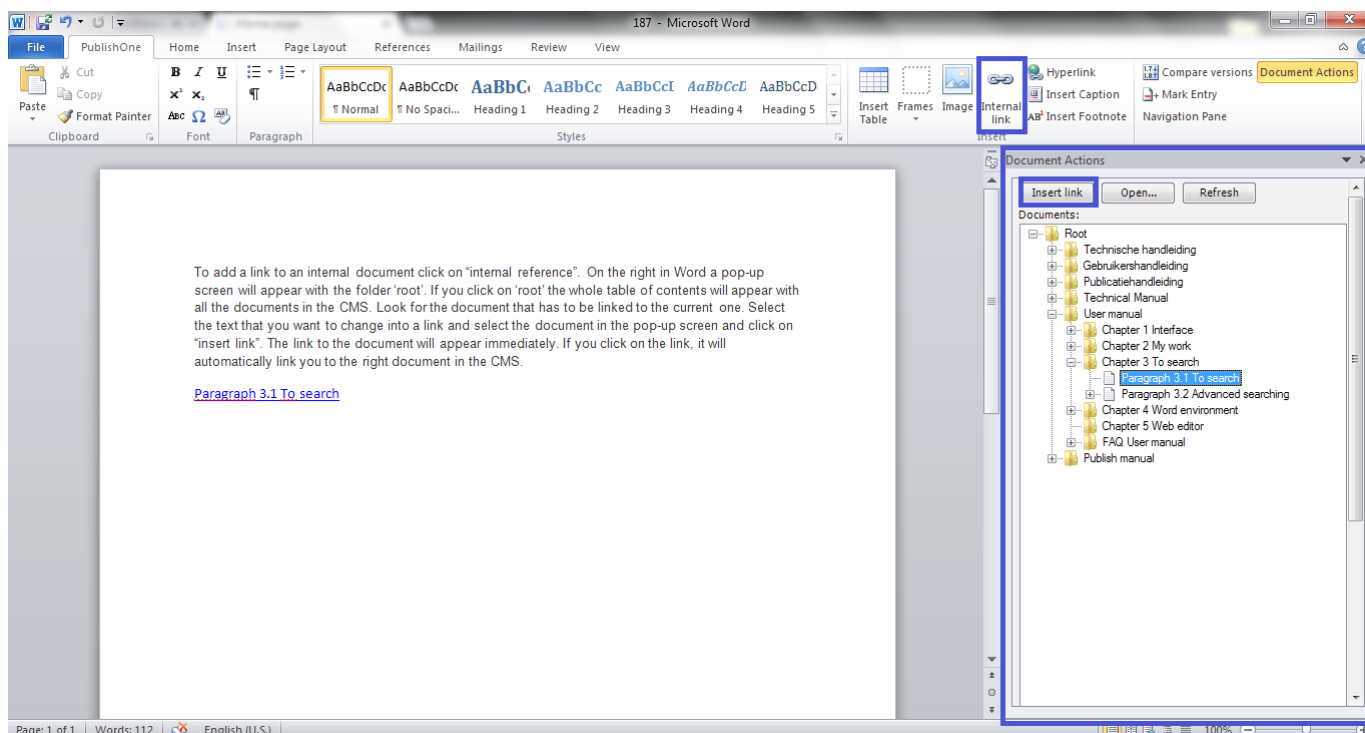 187 - Microsoft Word
File PublishOne Home Insert Page Layout References Mailings Review View
Paste
Cut
Copy
Format Painter
Clipboard
B I U
x² x₂
ABC Ω AB
Font
¶
Paragraph
AaBbCcDc AaBbCcDc AaBbC AaBbCc AaBbCcI AaBbCcD AaBbCcD
¶ Normal ¶ No Spaci... Heading 1 Heading 2 Heading 3 Heading 4 Heading 5
Styles
Insert Table
Frames
Image
Internal link
Hyperlink
Insert Caption
AB¹ Insert Footnote
Insert
Compare versions Document Actions
Mark Entry
Navigation Pane
To add a link to an internal document click on “internal reference”. On the right in Word a pop-up
screen will appear with the folder ‘root’. If you click on ‘root’ the whole table of contents will appear with
all the documents in the CMS. Look for the document that has to be linked to the current one. Select
the text that you want to change into a link and select the document in the pop-up screen and click on
“insert link”. The link to the document will appear immediately. If you click on the link, it will
automatically link you to the right document in the CMS.
Paragraph 3.1 To search
Document Actions
Insert link Open... Refresh
Documents:
Root
Technische handleiding
Gebruikershandleiding
Publicatiehandleiding
Technical Manual
User manual
Chapter 1 Interface
Chapter 2 My work
Chapter 3 To search
Paragraph 3.1 To search
Paragraph 3.2 Advanced searching
Chapter 4 Word environment
Chapter 5 Web editor
FAQ User manual
Publish manual
Page: 1 of 1 Words: 112 English (U.S.) 100%